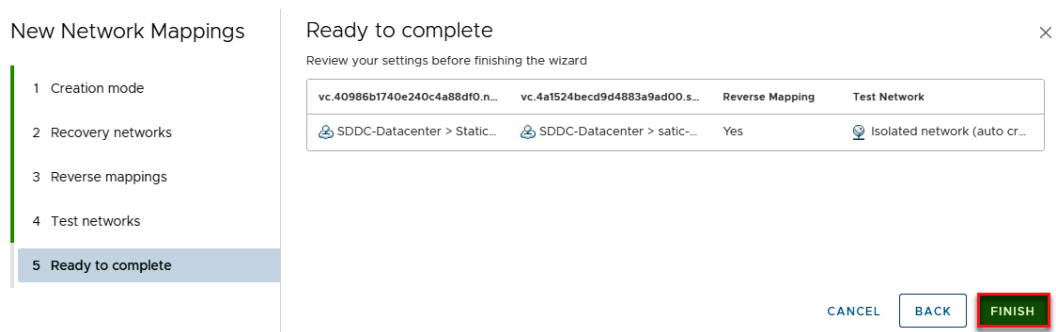 New Network Mappings
1 Creation mode
2 Recovery networks
3 Reverse mappings
4 Test networks
5 Ready to complete
Ready to complete
Review your settings before finishing the wizard
vc.40986b1740e240c4a88df0.n... vc.4a1524becd9d4883a9ad00.s... Reverse Mapping Test Network
SDDC-Datacenter > Static... SDDC-Datacenter > satic-... Yes Isolated network (auto cr...
CANCEL BACK FINISH